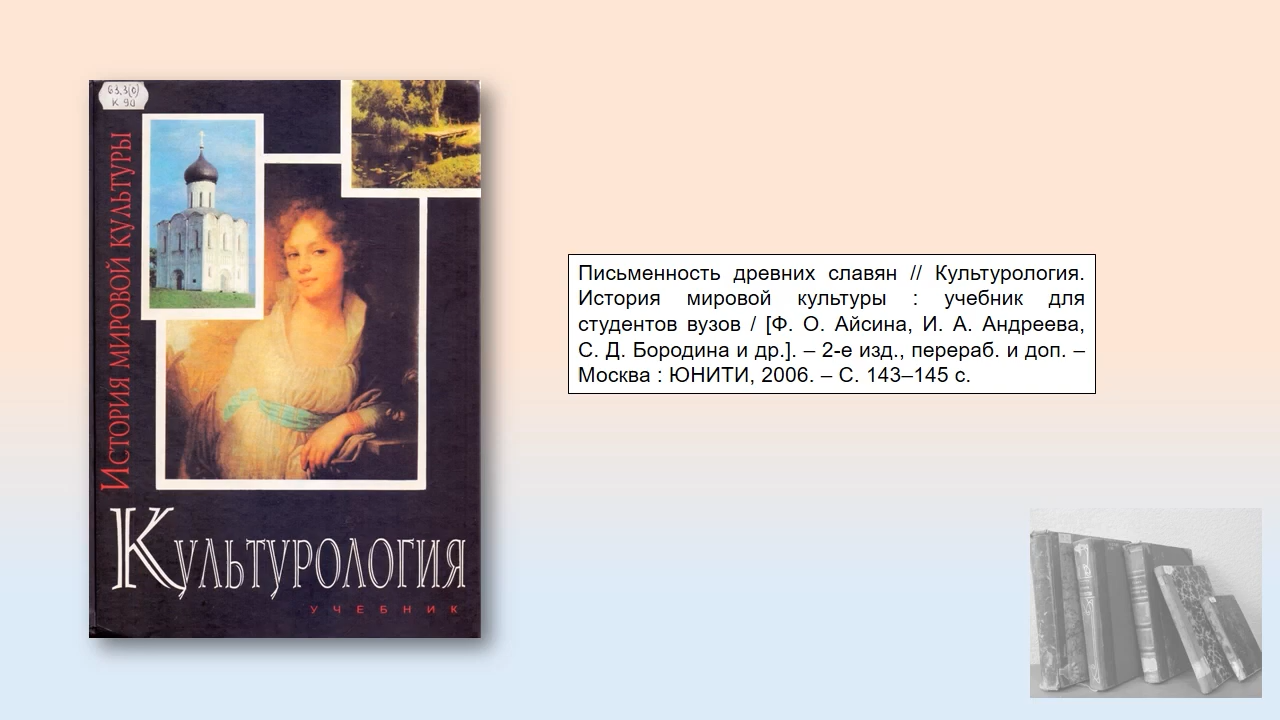 63.3(0)
К 90
История мировой культуры
Культурология
УЧЕБНИК
Письменность древних славян // Культурология.
История мировой культуры : учебник для
студентов вузов / [Ф. О. Айсина, И. А. Андреева,
С. Д. Бородина и др.]. – 2-е изд., перераб. и доп. –
Москва : ЮНИТИ, 2006. – С. 143–145 с.